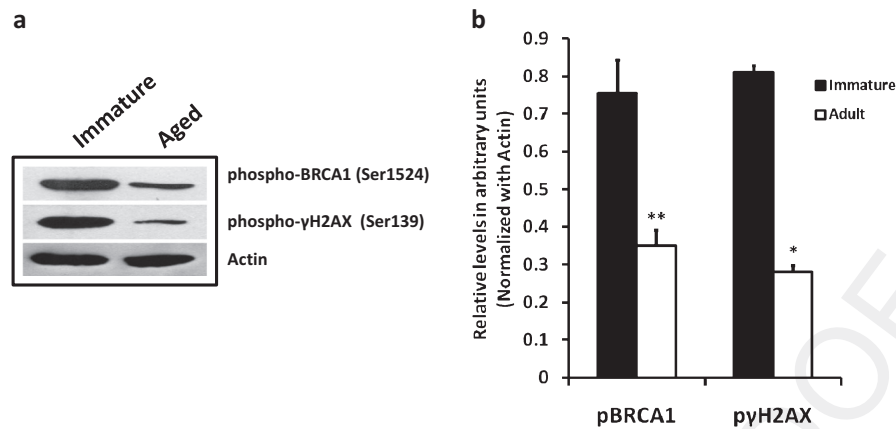 a
Immature
Aged
phospho-BRCA1 (Ser1524)
phospho-γH2AX (Ser139)
Actin
b
Relative levels in arbitrary units
(Normalized with Actin)
0.9
0.8
0.7
0.6
0.5
0.4
0.3
0.2
0.1
0
**
*
pBRCA1
pγH2AX
Immature
Adult